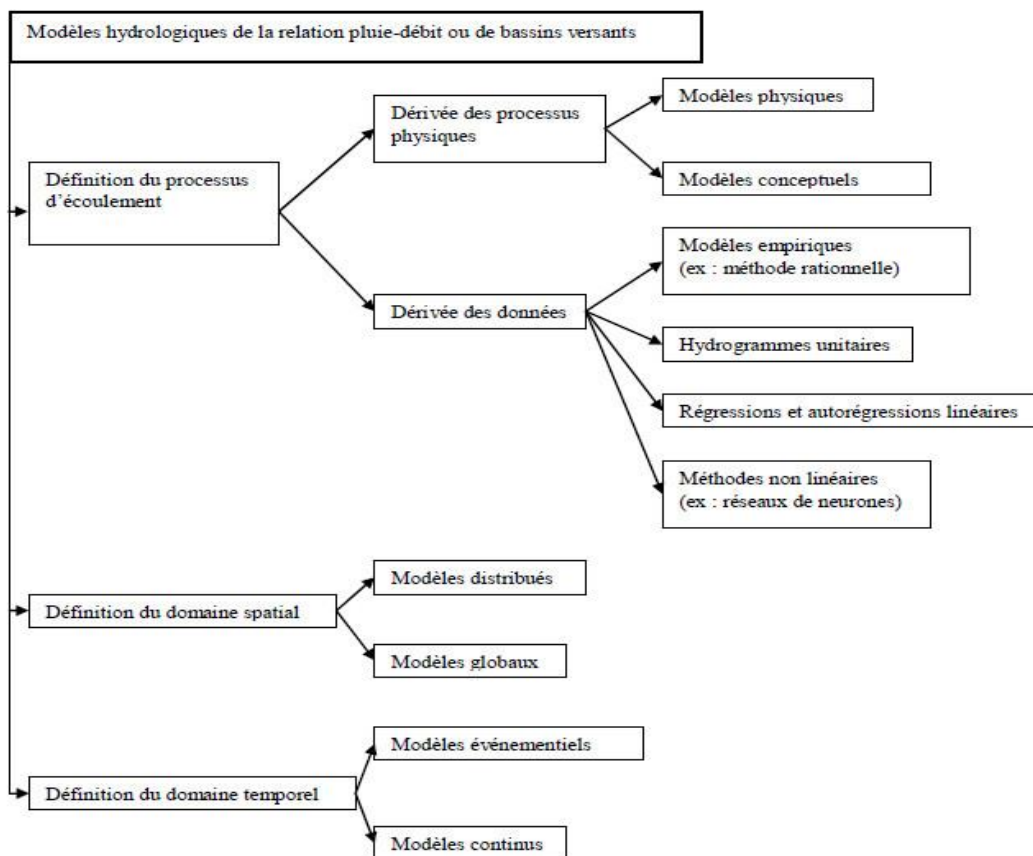 Modèles hydrologiques de la relation pluie-débit ou de bassins versants
Définition du processus
d'écoulement
Dérivée des processus
physiques
Modèles physiques
Modèles conceptuels
Dérivée des données
Modèles empiriques
(ex : méthode rationnelle)
Hydrogrammes unitaires
Régressions et autorégressions linéaires
Méthodes non linéaires
(ex : réseaux de neurones)
Définition du domaine spatial
Modèles distribués
Modèles globaux
Définition du domaine temporel
Modèles événementiels
Modèles continus